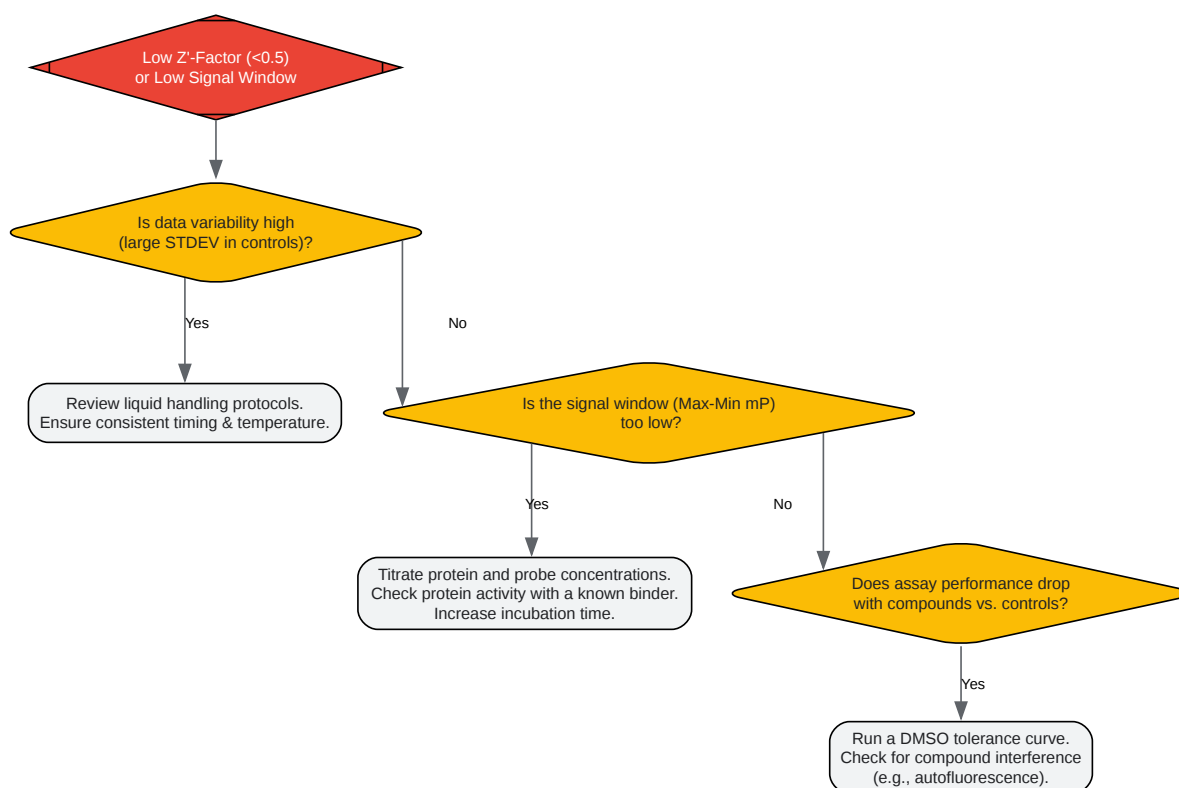 Low Z'-Factor (<0.5)
or Low Signal Window
Is data variability high
(large STDEV in controls)?
Yes
No
Review liquid handling protocols.
Ensure consistent timing & temperature.
Is the signal window (Max-Min mP)
too low?
Yes
No
Titrate protein and probe concentrations.
Check protein activity with a known binder.
Increase incubation time.
Does assay performance drop
with compounds vs. controls?
Yes
Run a DMSO tolerance curve.
Check for compound interference
(e.g., autofluorescence).